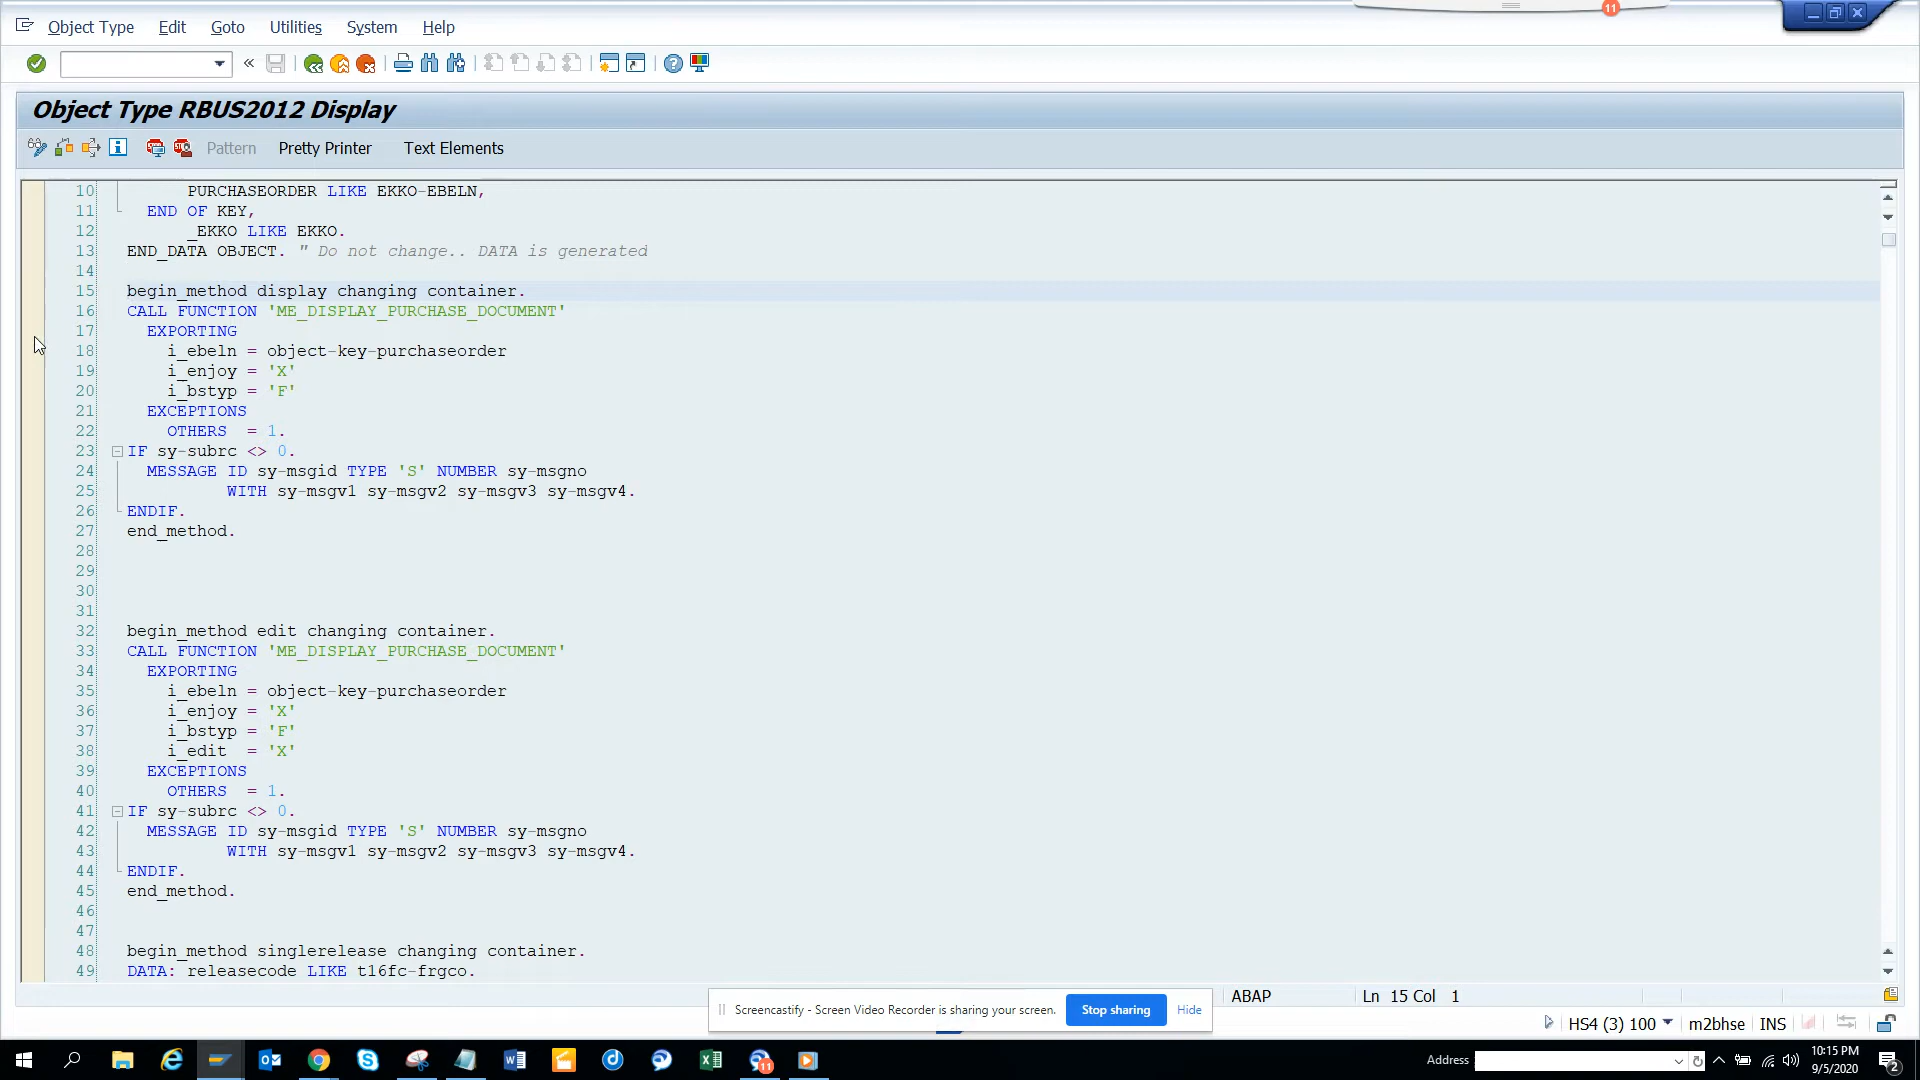 11
Object Type Edit Goto Utilities System Help
«
Object Type RBUS2012 Display
Pattern Pretty Printer Text Elements
10 PURCHASEORDER LIKE EKKO-EBELN,
11 END OF KEY,
12 _EKKO LIKE EKKO.
13 END_DATA OBJECT. " Do not change.. DATA is generated
14
15 begin_method display changing container.
16 CALL FUNCTION 'ME_DISPLAY_PURCHASE_DOCUMENT'
17 EXPORTING
18 i_ebeln = object-key-purchaseorder
19 i_enjoy = 'X'
20 i_bstyp = 'F'
21 EXCEPTIONS
22 OTHERS = 1.
23 IF sy-subrc <> 0.
24 MESSAGE ID sy-msgid TYPE 'S' NUMBER sy-msgno
25 WITH sy-msgv1 sy-msgv2 sy-msgv3 sy-msgv4.
26 ENDIF.
27 end_method.
28
29
30
31
32 begin_method edit changing container.
33 CALL FUNCTION 'ME_DISPLAY_PURCHASE_DOCUMENT'
34 EXPORTING
35 i_ebeln = object-key-purchaseorder
36 i_enjoy = 'X'
37 i_bstyp = 'F'
38 i_edit = 'X'
39 EXCEPTIONS
40 OTHERS = 1.
41 IF sy-subrc <> 0.
42 MESSAGE ID sy-msgid TYPE 'S' NUMBER sy-msgno
43 WITH sy-msgv1 sy-msgv2 sy-msgv3 sy-msgv4.
44 ENDIF.
45 end_method.
46
47
48 begin_method singlerelease changing container.
49 DATA: releasecode LIKE t16fc-frgco.
ABAP Ln 15 Col 1
Screencastify - Screen Video Recorder is sharing your screen. Stop sharing Hide
HS4 (3) 100 m2bhse INS
Address
10:15 PM
9/5/2020
11
2